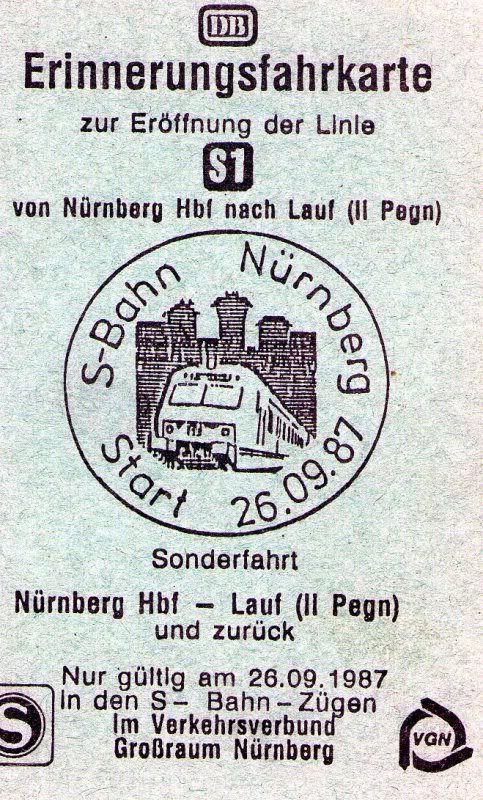 DB
Erinnerungsfahrkarte
zur Eröffnung der Linie
S1
von Nürnberg Hbf nach Lauf (II Pegn)
S-Bahn Nürnberg
Start 26.09.87
Sonderfahrt
Nürnberg Hbf – Lauf (II Pegn)
und zurück
Nur gültig am 26.09.1987
in den S– Bahn–Zügen
im Verkehrsverbund
Großraum Nürnberg
S
VGN